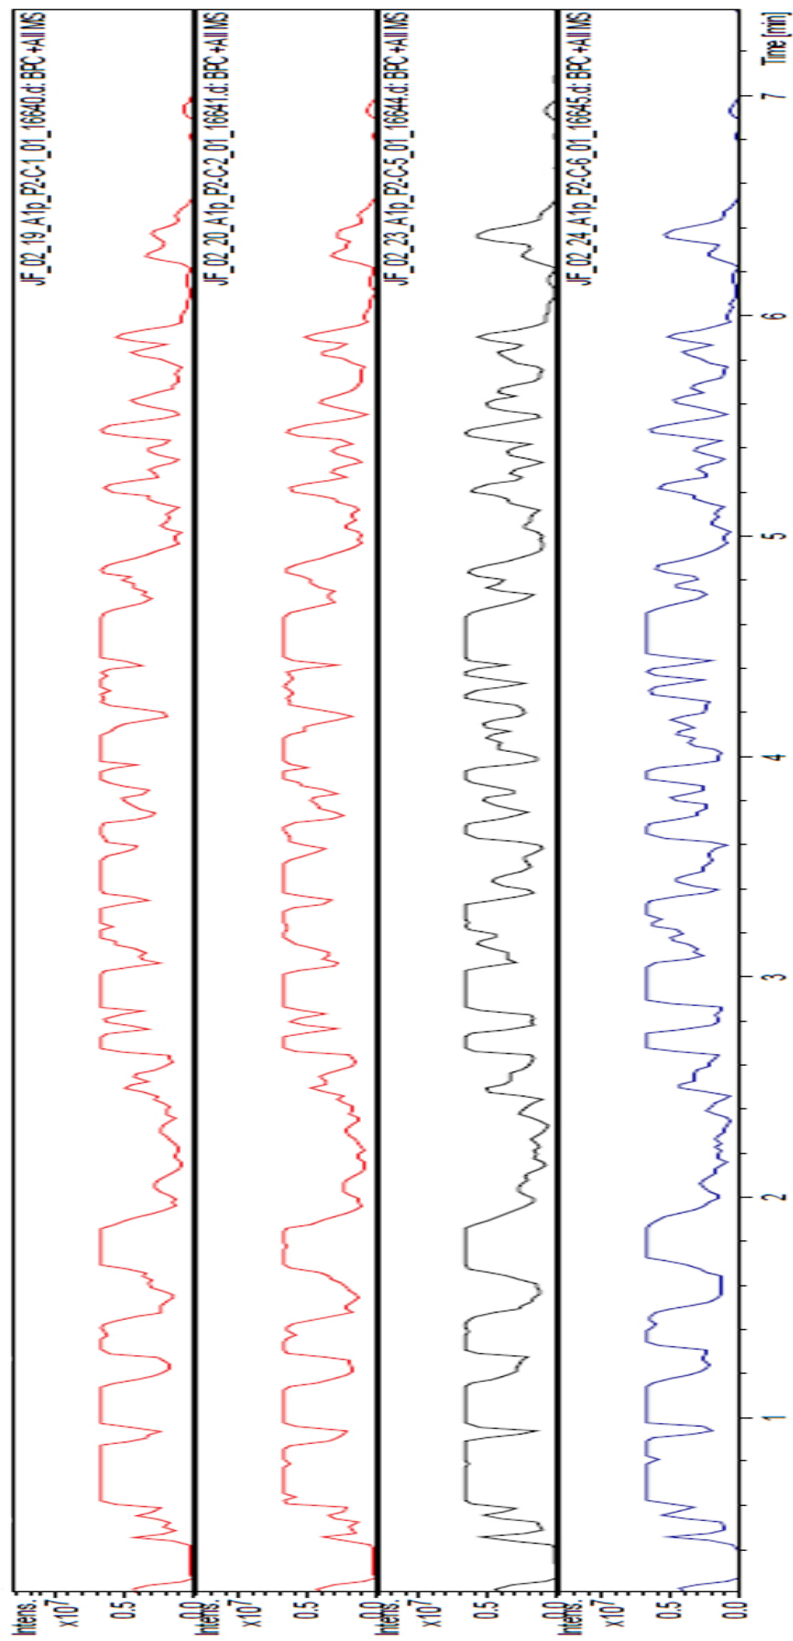 Intens.
x10⁷
0.5
0.0
JF_02_19_A1p_P2-C-1_01_16640.d: BPC +All MS
Intens.
x10⁷
0.5
0.0
JF_02_20_A1p_P2-C-2_01_16641.d: BPC +All MS
Intens.
x10⁷
0.5
0.0
JF_02_23_A1p_P2-C-5_01_16644.d: BPC +All MS
Intens.
x10⁷
0.5
0.0
JF_02_24_A1p_P2-C-6_01_16645.d: BPC +All MS
1 2 3 4 5 6 7 Time [min]